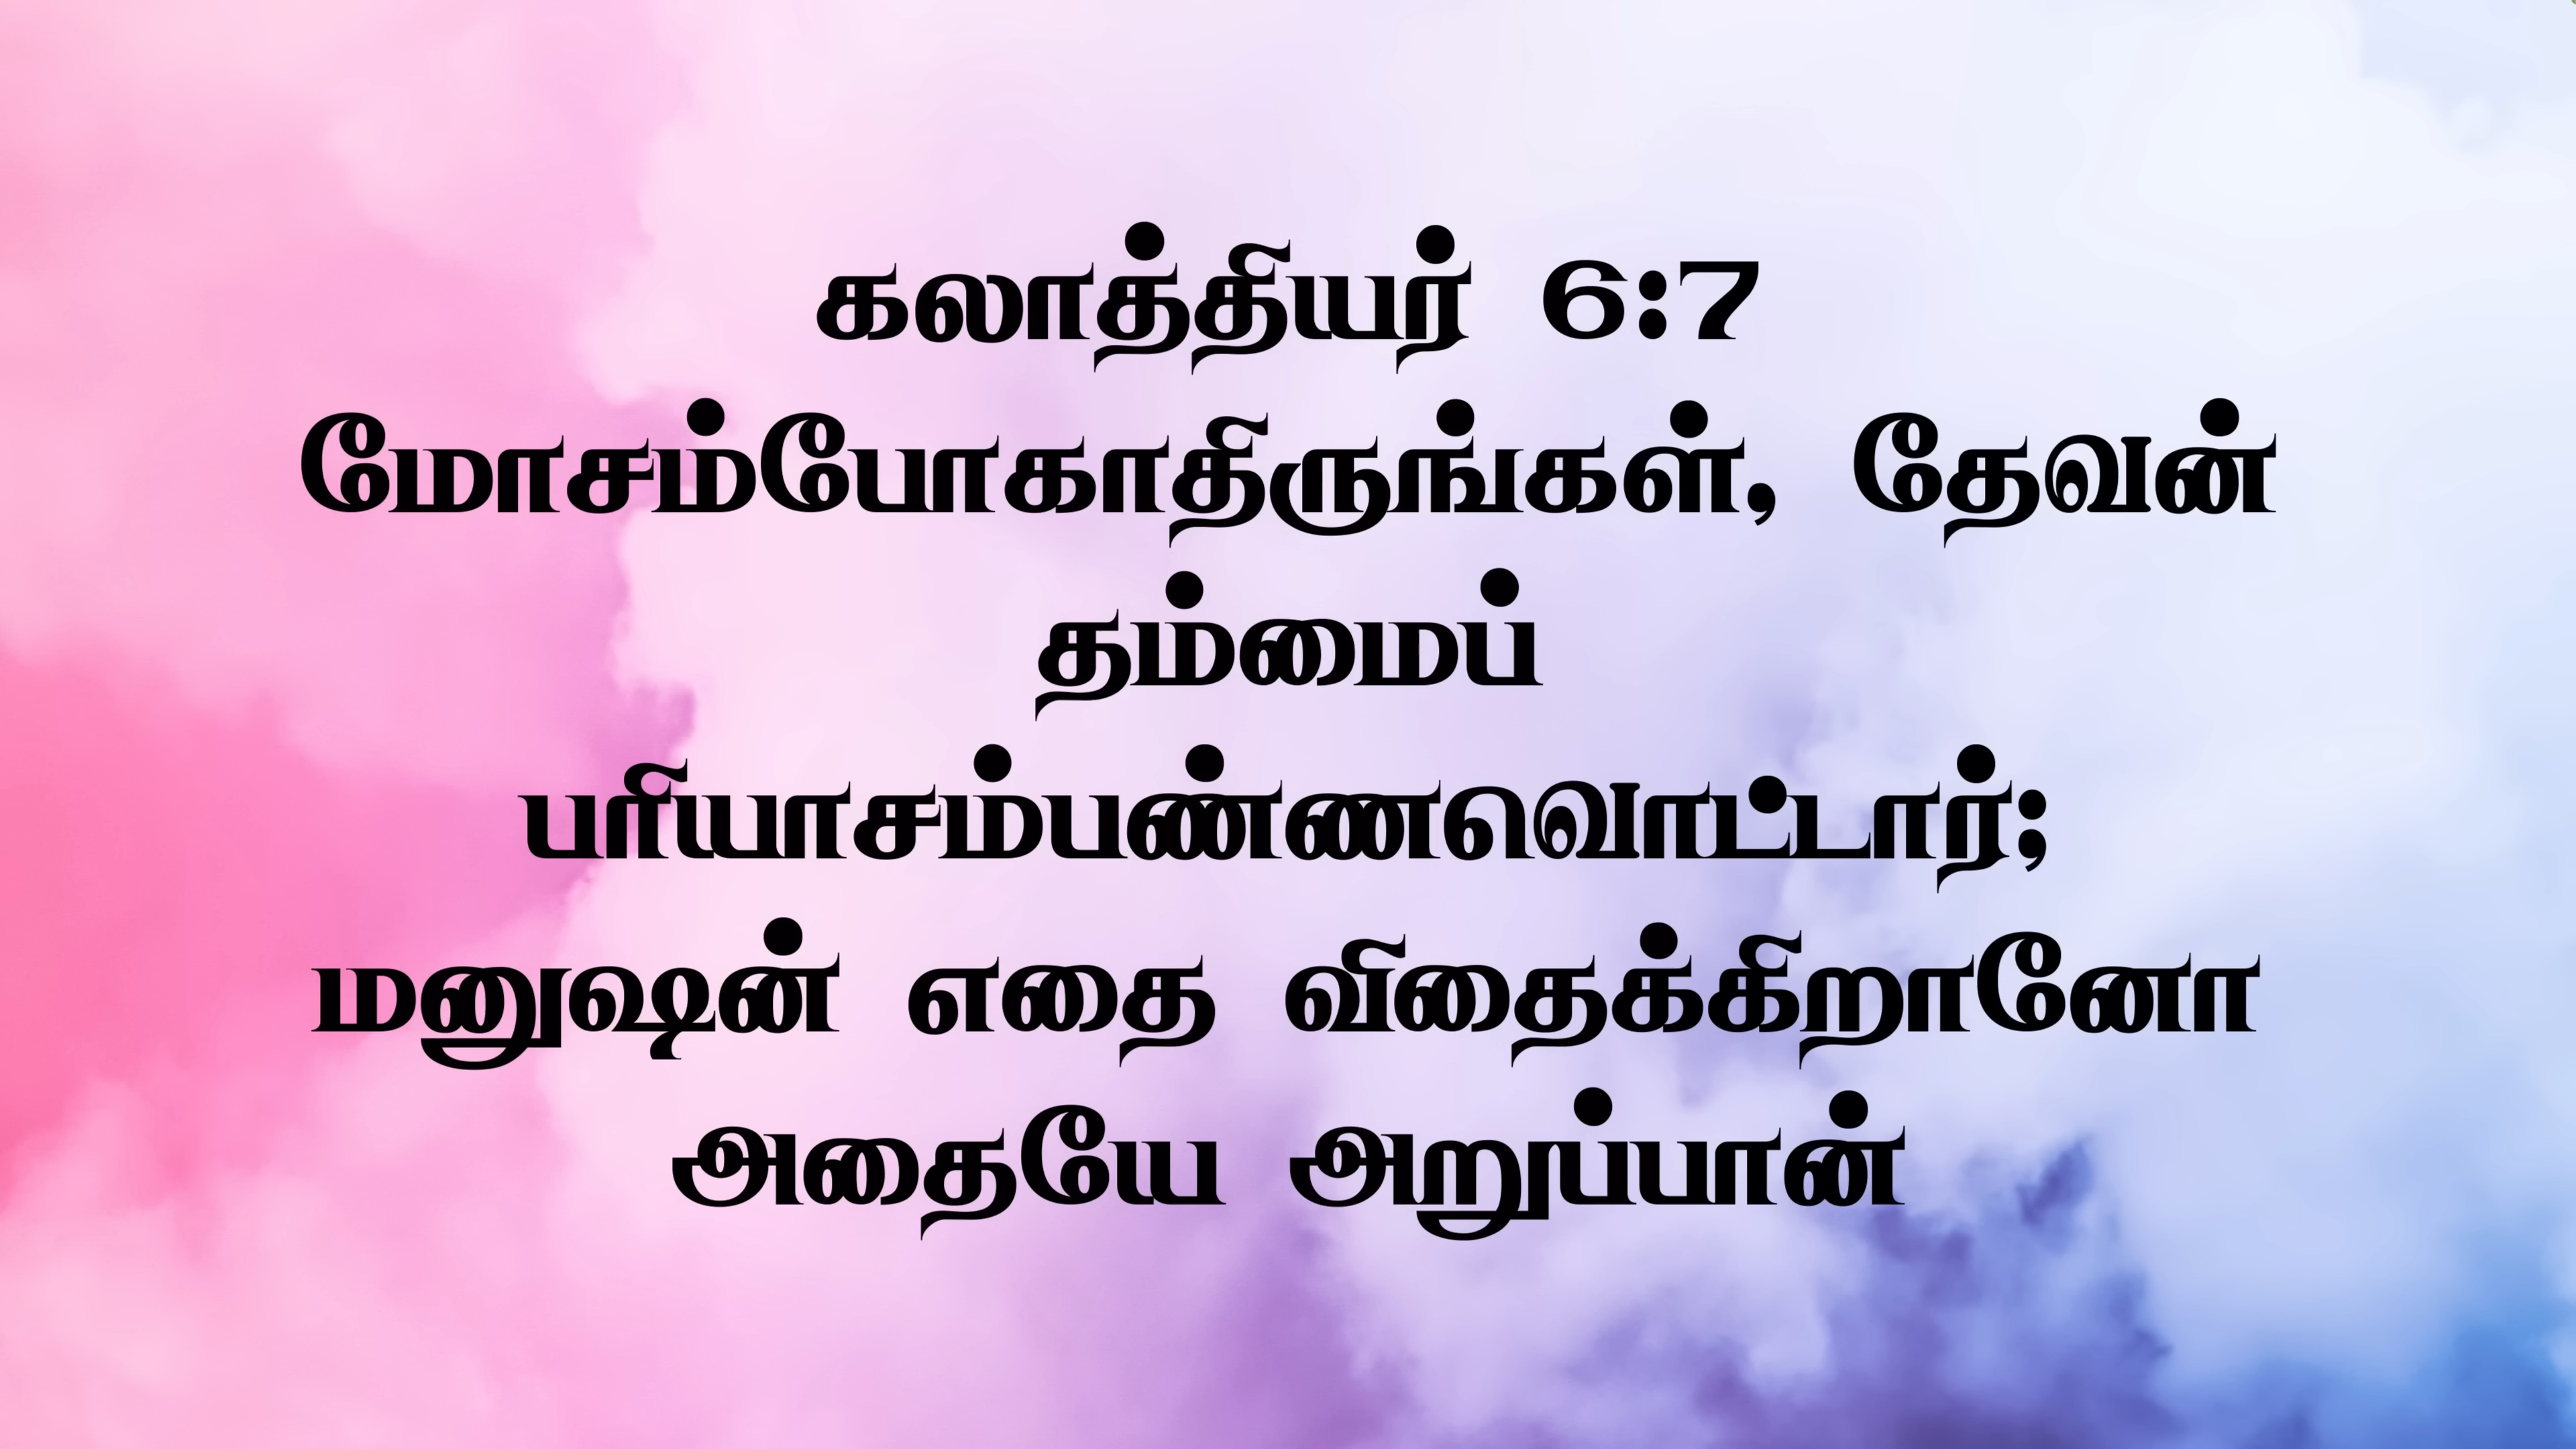 கலாத்தியர் 6:7
மோசம்போகாதிருங்கள், தேவன்
தம்மைப்
பரியாசம்பண்ணவொட்டார்;
மனுஷன் எதை விதைக்கிறானோ
அதையே அறுப்பான்